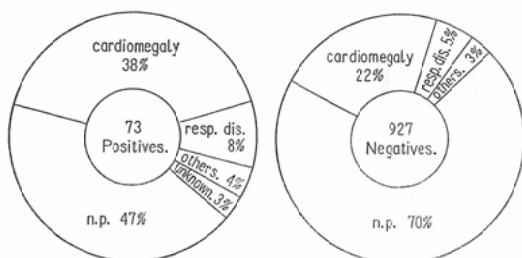 cardiomegaly
38%
resp. dis.
8%
others. 4%
unknown. 3%
n.p. 47%
73
Positives.
cardiomegaly
22%
resp. dis. 5%
others. 3%
n.p. 70%
927
Negatives.